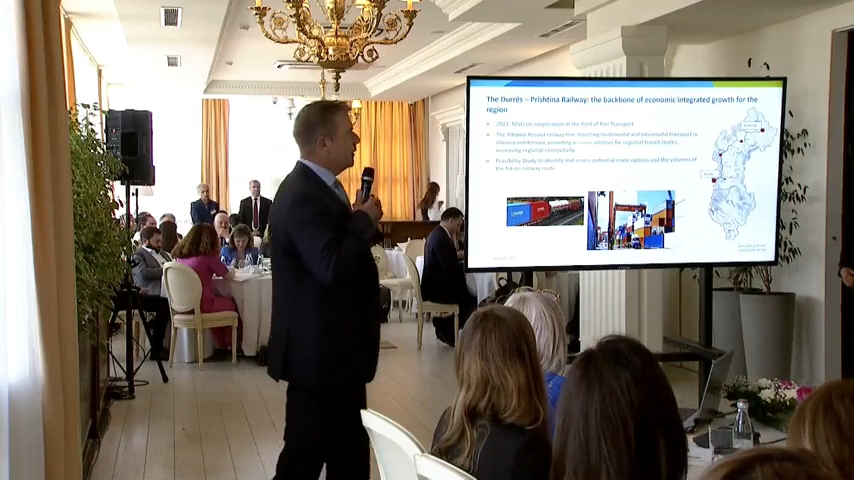 The Durrës – Prishtina Railway: the backbone of economic integrated growth for the
region
2021: MoU on cooperation in the field of Rail Transport
The Albania-Kosova railway line: boosting multimodal and intermodal transport in
Albania and Kosova, providing a solution for regional transit routes,
increasing regional connectivity
Feasibility Study to identify and assess potential route options and the volumes of
the future railway route